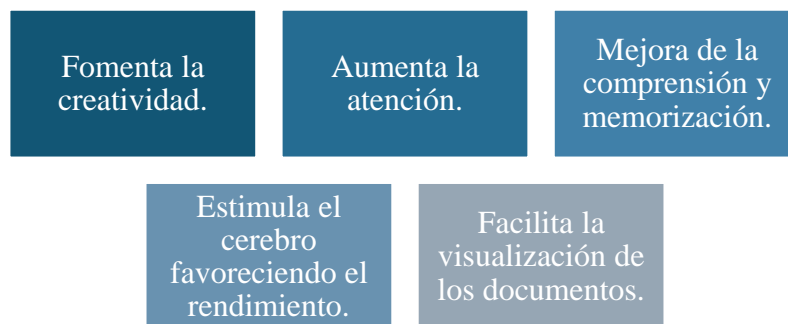 Fomenta la
creatividad.
Aumenta la
atención.
Mejora de la
comprensión y
memorización.
Estimula el
cerebro
favoreciendo el
rendimiento.
Facilita la
visualización de
los documentos.